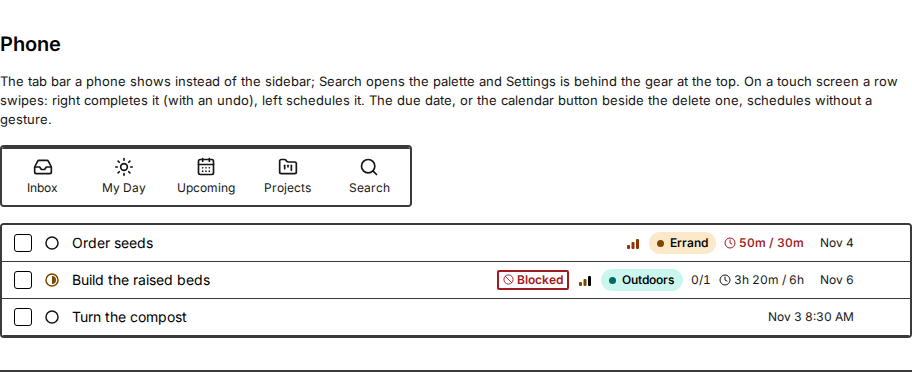 Phone
The tab bar a phone shows instead of the sidebar; Search opens the palette and Settings is behind the gear at the top. On a touch screen a row
swipes: right completes it (with an undo), left schedules it. The due date, or the calendar button beside the delete one, schedules without a
gesture.
Inbox My Day Upcoming Projects Search
Order seeds Errand 50m / 30m Nov 4
Build the raised beds Blocked Outdoors 0/1 3h 20m / 6h Nov 6
Turn the compost Nov 3 8:30 AM